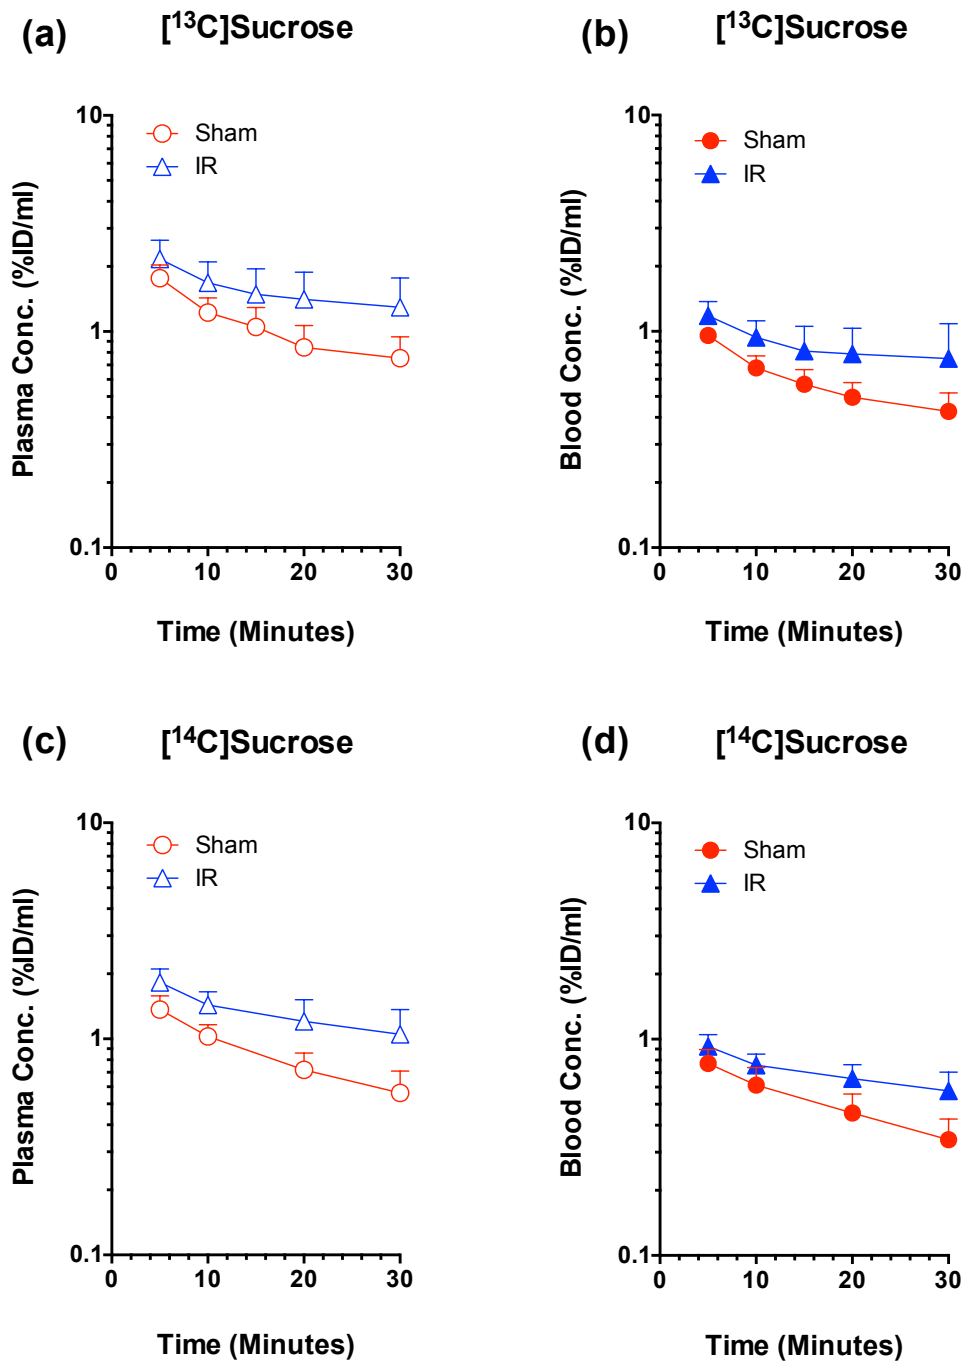 (a) [¹³C]Sucrose
10
1
0.1
Plasma Conc. (%ID/ml)
Sham
IR
0 10 20 30
Time (Minutes)
(b) [¹³C]Sucrose
10
1
0.1
Blood Conc. (%ID/ml)
Sham
IR
0 10 20 30
Time (Minutes)
(c) [¹⁴C]Sucrose
10
1
0.1
Plasma Conc. (%ID/ml)
Sham
IR
0 10 20 30
Time (Minutes)
(d) [¹⁴C]Sucrose
10
1
0.1
Blood Conc. (%ID/ml)
Sham
IR
0 10 20 30
Time (Minutes)